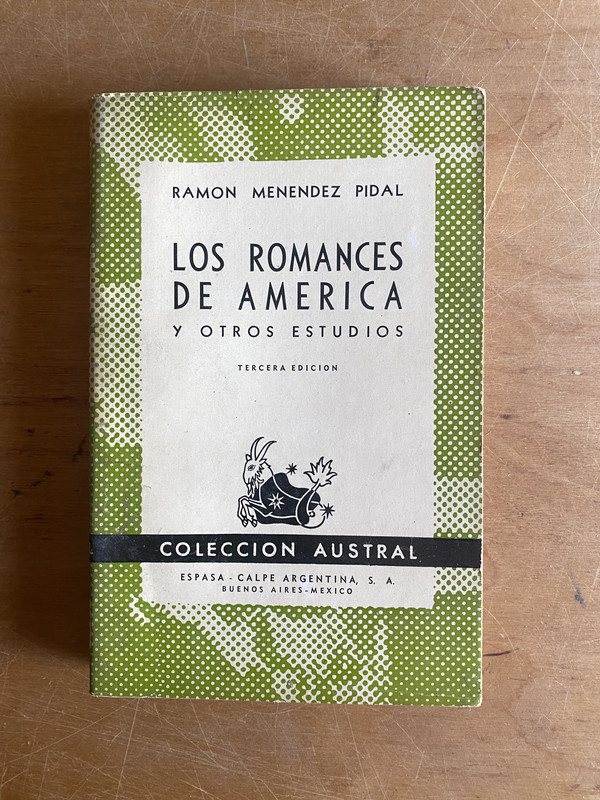 RAMON MENENDEZ PIDAL
LOS ROMANCES
DE AMERICA
Y OTROS ESTUDIOS
TERCERA EDICION
COLECCION AUSTRAL
ESPASA - CALPE ARGENTINA, S. A.
BUENOS AIRES-MEXICO